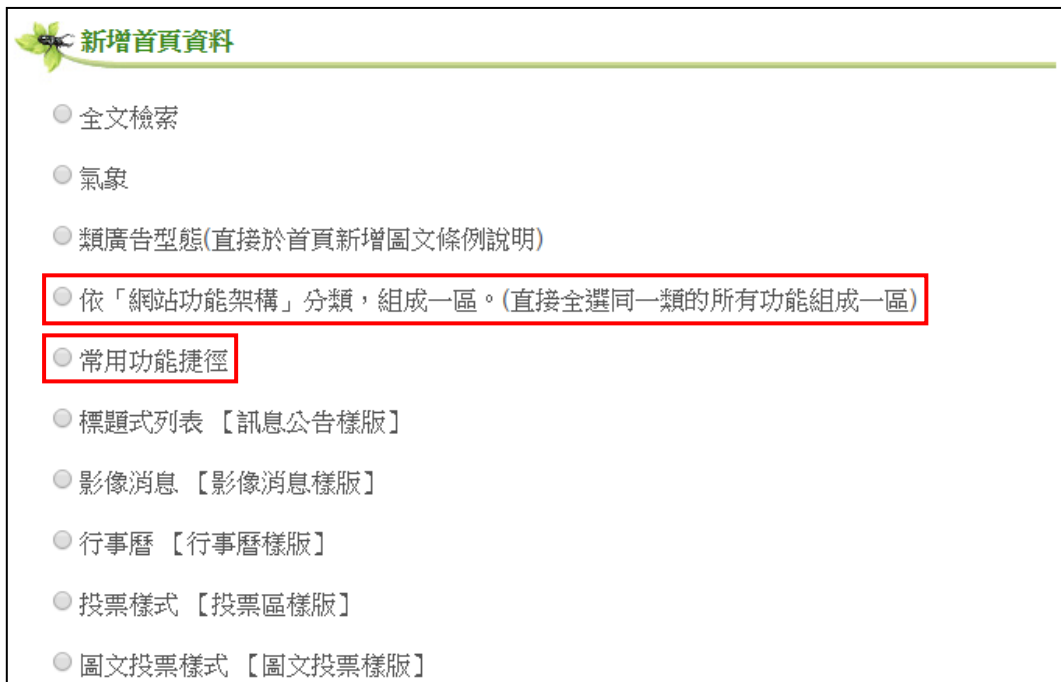 新增首頁資料
全文檢索
氣象
類廣告型態(直接於首頁新增圖文條例說明)
依「網站功能架構」分類，組成一區。(直接全選同一類的所有功能組成一區)
常用功能捷徑
標題式列表 【訊息公告樣版】
影像消息 【影像消息樣版】
行事曆 【行事曆樣版】
投票樣式 【投票區樣版】
圖文投票樣式 【圖文投票樣版】